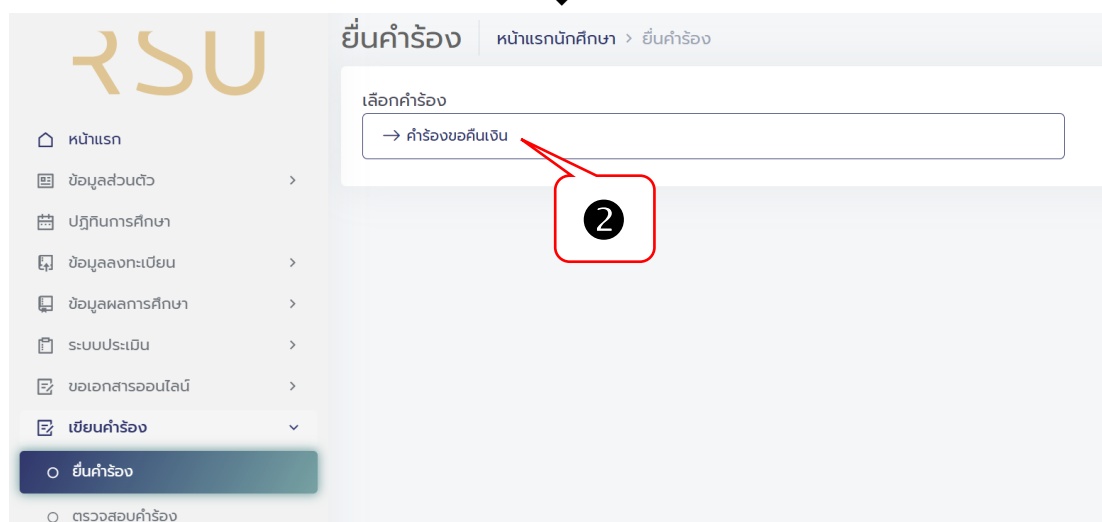 RSU
ยื่นคำร้อง
หน้าแรกนักศึกษา > ยื่นคำร้อง
เลือกคำร้อง
→ คำร้องขอคืนเงิน
2
หน้าแรก
ข้อมูลส่วนตัว
ปฏิทินการศึกษา
ข้อมูลลงทะเบียน
ข้อมูลผลการศึกษา
ระบบประเมิน
ขอเอกสารออนไลน์
เขียนคำร้อง
ยื่นคำร้อง
ตรวจสอบคำร้อง